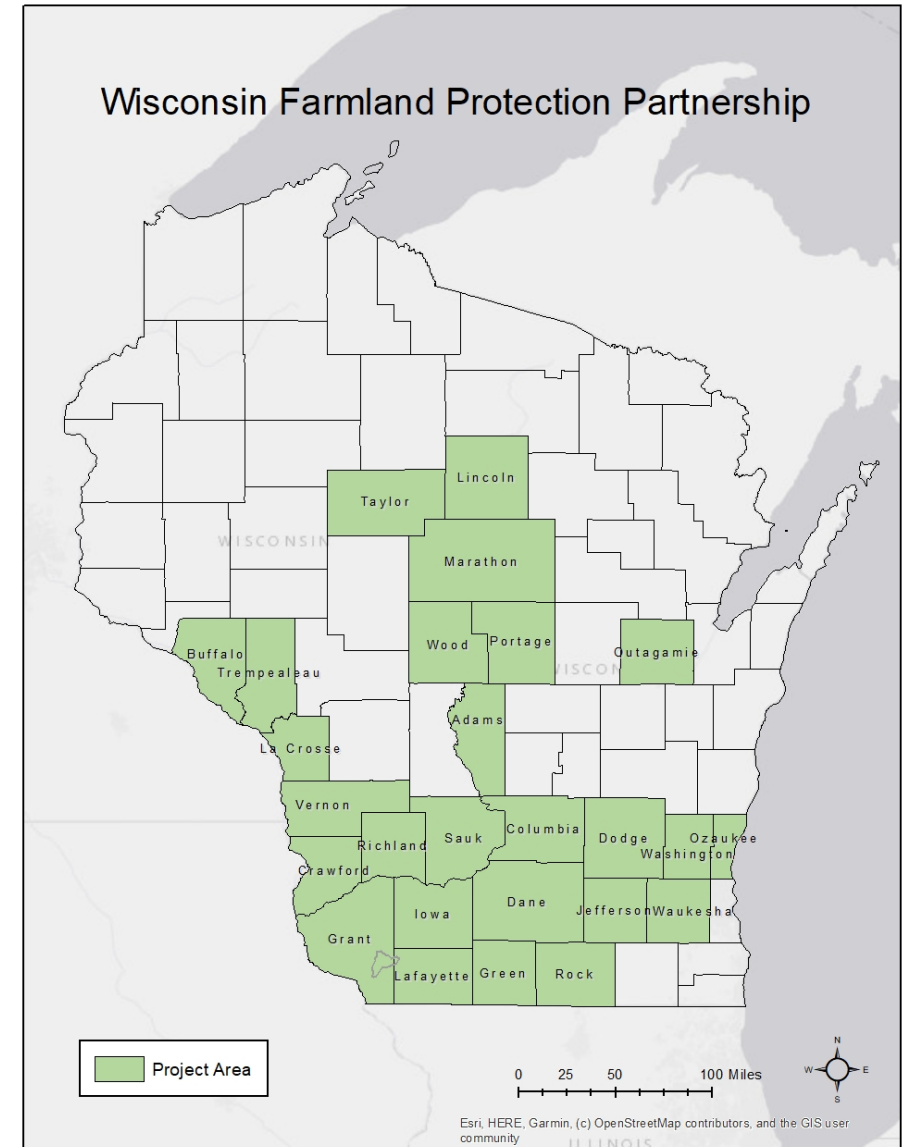 Wisconsin Farmland Protection Partnership
Lincoln
Taylor
WISCONSIN
Marathon
Wood
Portage
Buffalo
Outagamie
WISCON
Trempealeau
Adams
La Crosse
Vernon
Columbia
Sauk
Dodge
Ozaukee
Richland
Washington
Crawford
Dane
Jefferson
Waukesha
Iowa
Grant
Lafayette
Green
Rock
Project Area
0 25 50 100 Miles
N
W
E
S
Esri, HERE, Garmin, (c) OpenStreetMap contributors, and the GIS user
community
ILLINOIS